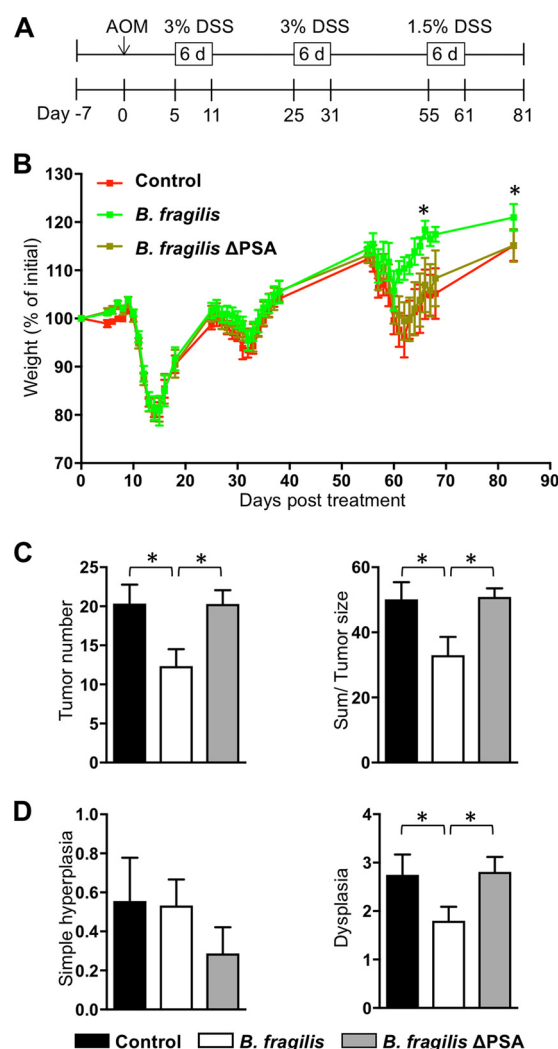 A
AOM 3% DSS 3% DSS 1.5% DSS
6 d 6 d 6 d
Day -7 0 5 11 25 31 55 61 81
B
130
120
110
100
90
80
70
Weight (% of initial)
Control
B. fragilis
B. fragilis ΔPSA
* *
0 10 20 30 40 50 60 70 80 90
Days post treatment
C
25
20
15
10
5
0
Tumor number
* *
60
40
20
0
Sum/ Tumor size
* *
D
1.0
0.8
0.6
0.4
0.2
0.0
Simple hyperplasia
4
3
2
1
0
Dysplasia
* *
Control B. fragilis B. fragilis ΔPSA